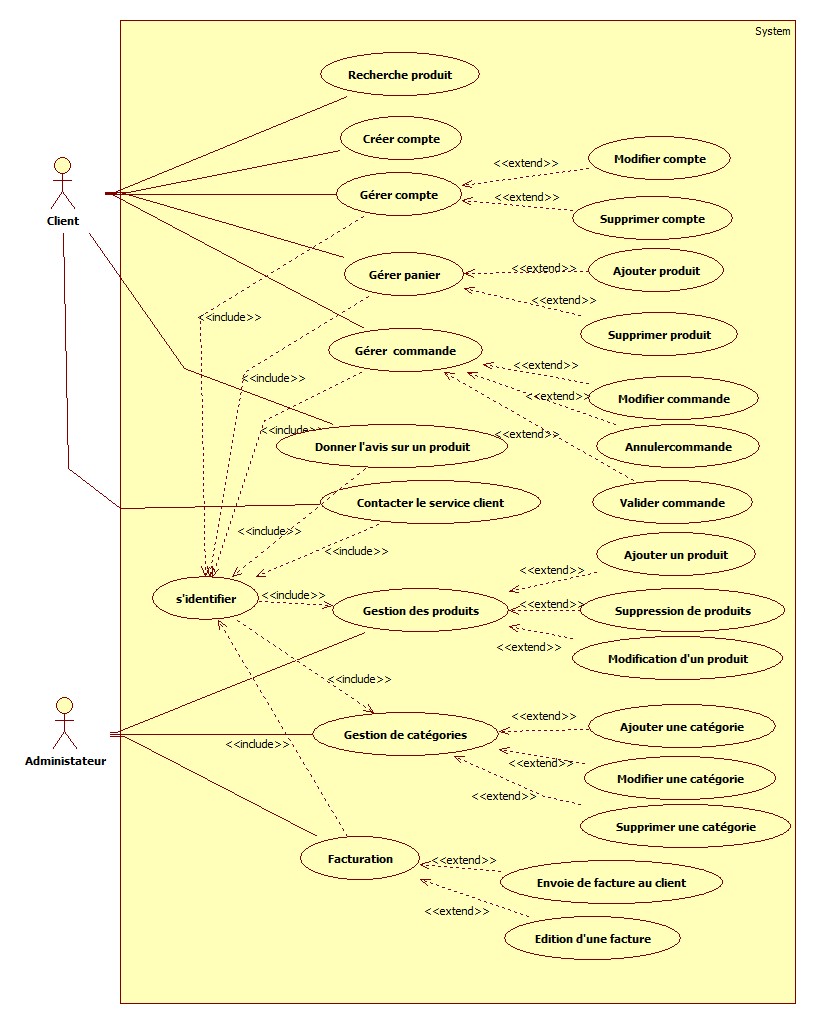 System
Recherche produit
Créer compte
<<extend>>
Modifier compte
Gérer compte
<<extend>>
Supprimer compte
Client
Gérer panier
<<extend>>
Ajouter produit
<<extend>>
<<include>>
Supprimer produit
Gérer  commande
<<extend>>
<<include>>
<<extend>>
Modifier commande
<<include>>
<<extend>>
Donner l'avis sur un produit
Annulercommande
Contacter le service client
Valider commande
<<include>>
<<include>>
Ajouter un produit
<<extend>>
s'identifier
<<include>>
Gestion des produits
<<extend>>
Suppression de produits
<<extend>>
Modification d'un produit
<<include>>
<<extend>>
Ajouter une catégorie
Gestion de catégories
<<include>>
Administateur
<<extend>>
Modifier une catégorie
<<extend>>
Supprimer une catégorie
Facturation
<<extend>>
Envoie de facture au client
<<extend>>
Edition d'une facture